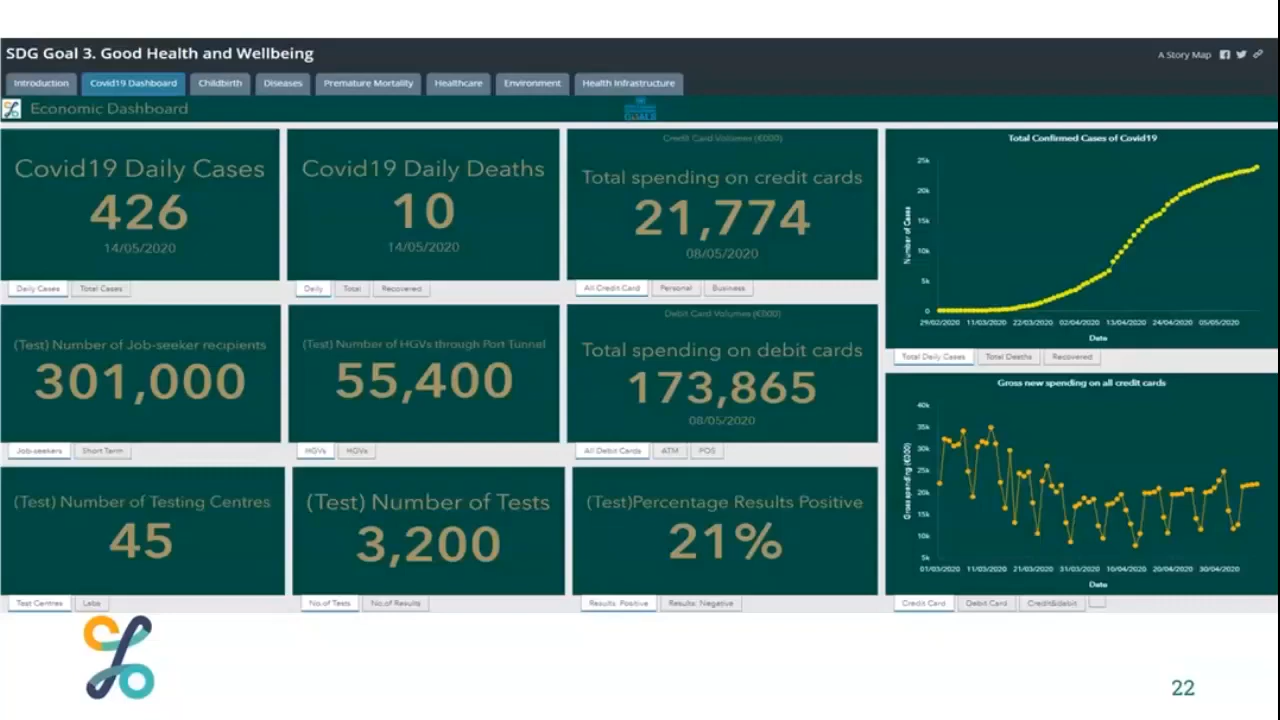 SDG Goal 3. Good Health and Wellbeing
A Story Map
Introduction Covid19 Dashboard Childbirth Diseases Premature Mortality Healthcare Environment Health Infrastructure
Economic Dashboard
Covid19 Daily Cases
426
14/05/2020
Daily Cases Total Cases
Covid19 Daily Deaths
10
14/05/2020
Daily Total Recovered
Credit Card Volumes (€000)
Total spending on credit cards
21,774
08/05/2020
All Credit Card Personal Business
Total Confirmed Cases of Covid19
25k
20k
15k
10k
5k
0
Number of Cases
29/02/2020 11/03/2020 22/03/2020 02/04/2020 13/04/2020 24/04/2020 05/05/2020
Date
Total Daily Cases Total Deaths Recovered
(Test) Number of Job-seeker recipients
301,000
Job-seekers Short Term
(Test) Number of HGVs through Port Tunnel
55,400
HGVs HGVs
Debit Card Volumes (€000)
Total spending on debit cards
173,865
08/05/2020
All Debit Cards ATM POS
Gross new spending on all credit cards
40k
35k
30k
25k
20k
15k
10k
5k
Gross spending (€000)
01/03/2020 11/03/2020 21/03/2020 31/03/2020 10/04/2020 20/04/2020 30/04/2020
Date
Credit Card Debit Card Credit&debit
(Test) Number of Testing Centres
45
Test Centres Labs
(Test) Number of Tests
3,200
No.of Tests No.of Results
(Test)Percentage Results Positive
21%
Results: Positive Results: Negative
22